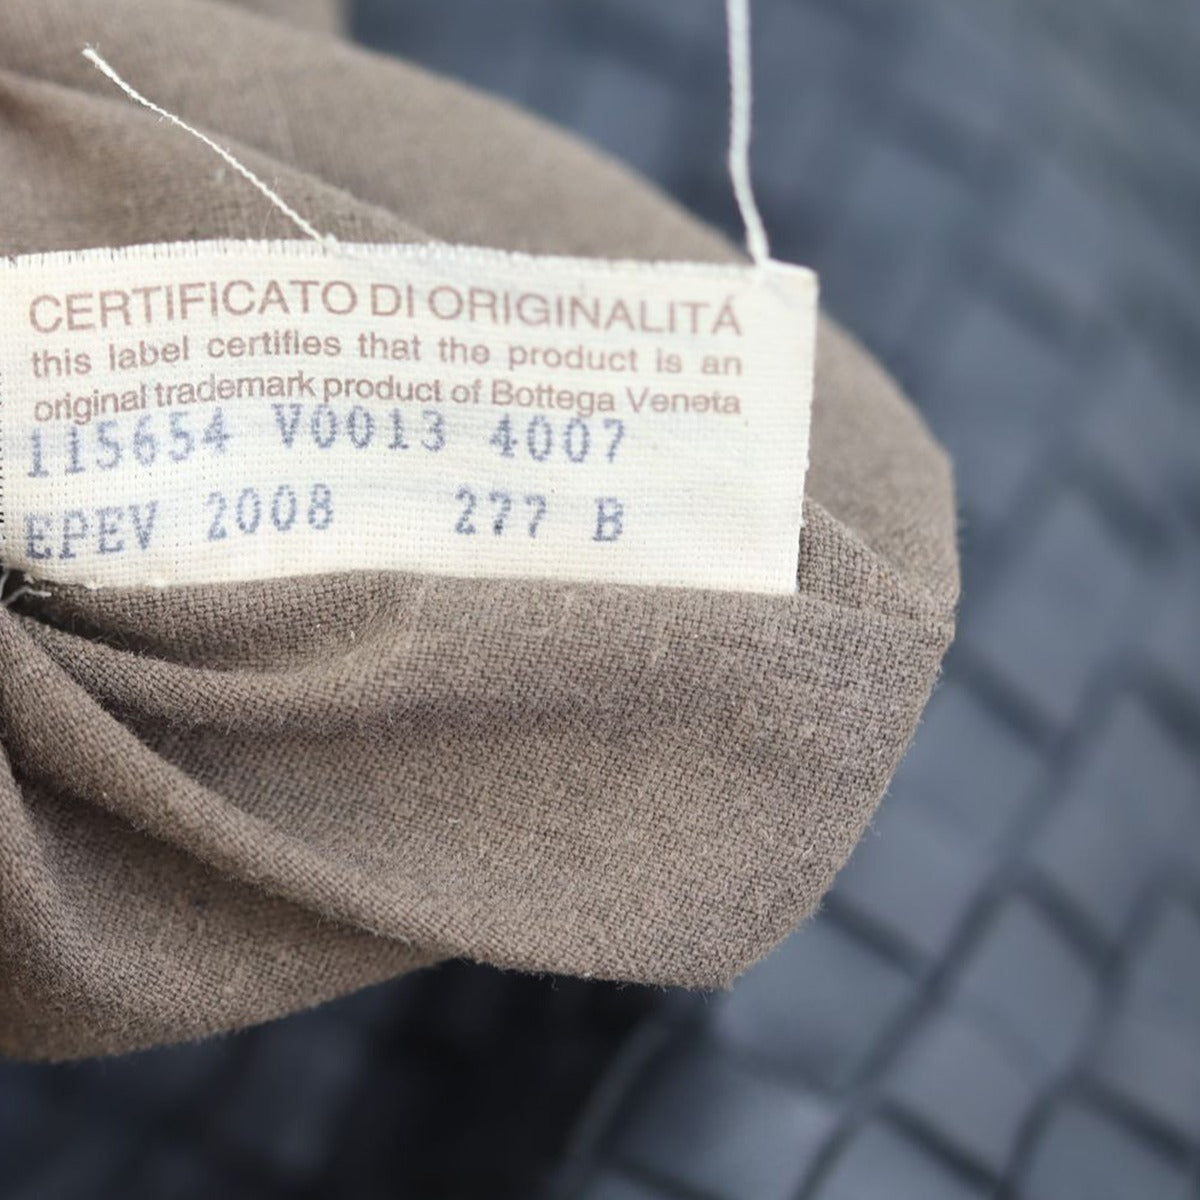 CERTIFICATO DI ORIGINALITÁ
this label certifies that the product is an
original trademark product of Bottega Veneta
115654 V0013 4007
EPEV 2008 277 B